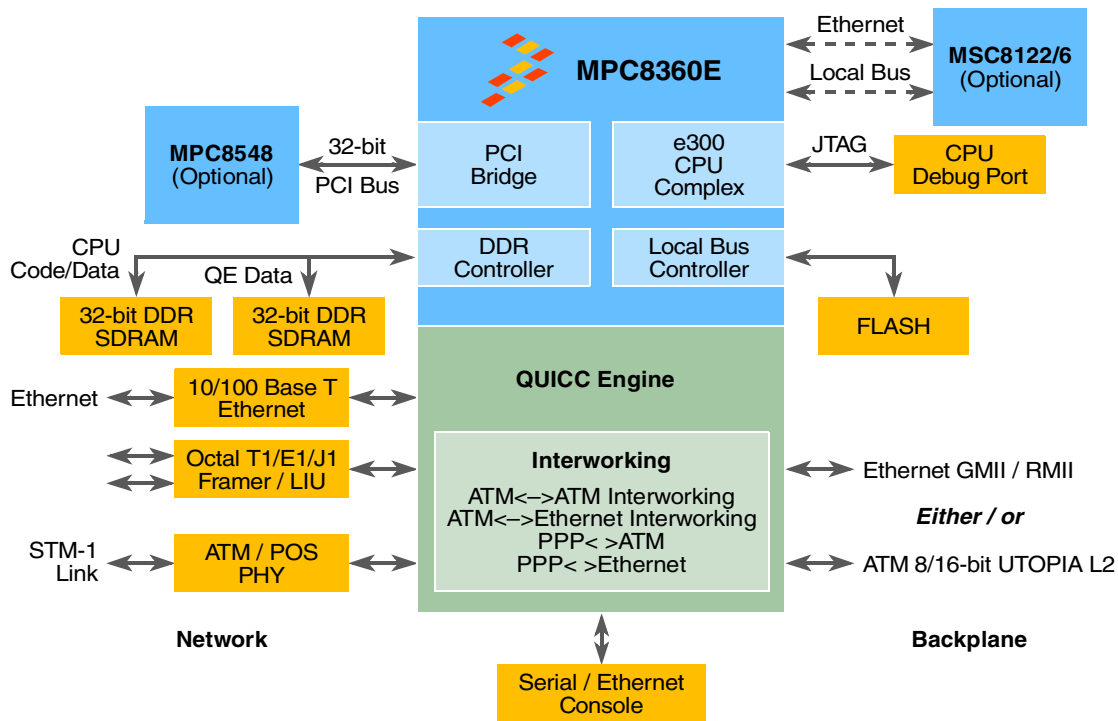 MPC8360E
Ethernet
Local Bus
MSC8122/6
(Optional)
MPC8548
(Optional)
32-bit
PCI Bus
PCI
Bridge
e300
CPU
Complex
JTAG
CPU
Debug Port
CPU
Code/Data
QE Data
DDR
Controller
Local Bus
Controller
32-bit DDR
SDRAM
32-bit DDR
SDRAM
FLASH
QUICC Engine
Ethernet
10/100 Base T
Ethernet
Octal T1/E1/J1
Framer / LIU
STM-1
Link
ATM / POS
PHY
Interworking
ATM<–>ATM Interworking
ATM<–>Ethernet Interworking
PPP< >ATM
PPP< >Ethernet
Ethernet GMII / RMII
Either / or
ATM 8/16-bit UTOPIA L2
Network
Backplane
Serial / Ethernet
Console